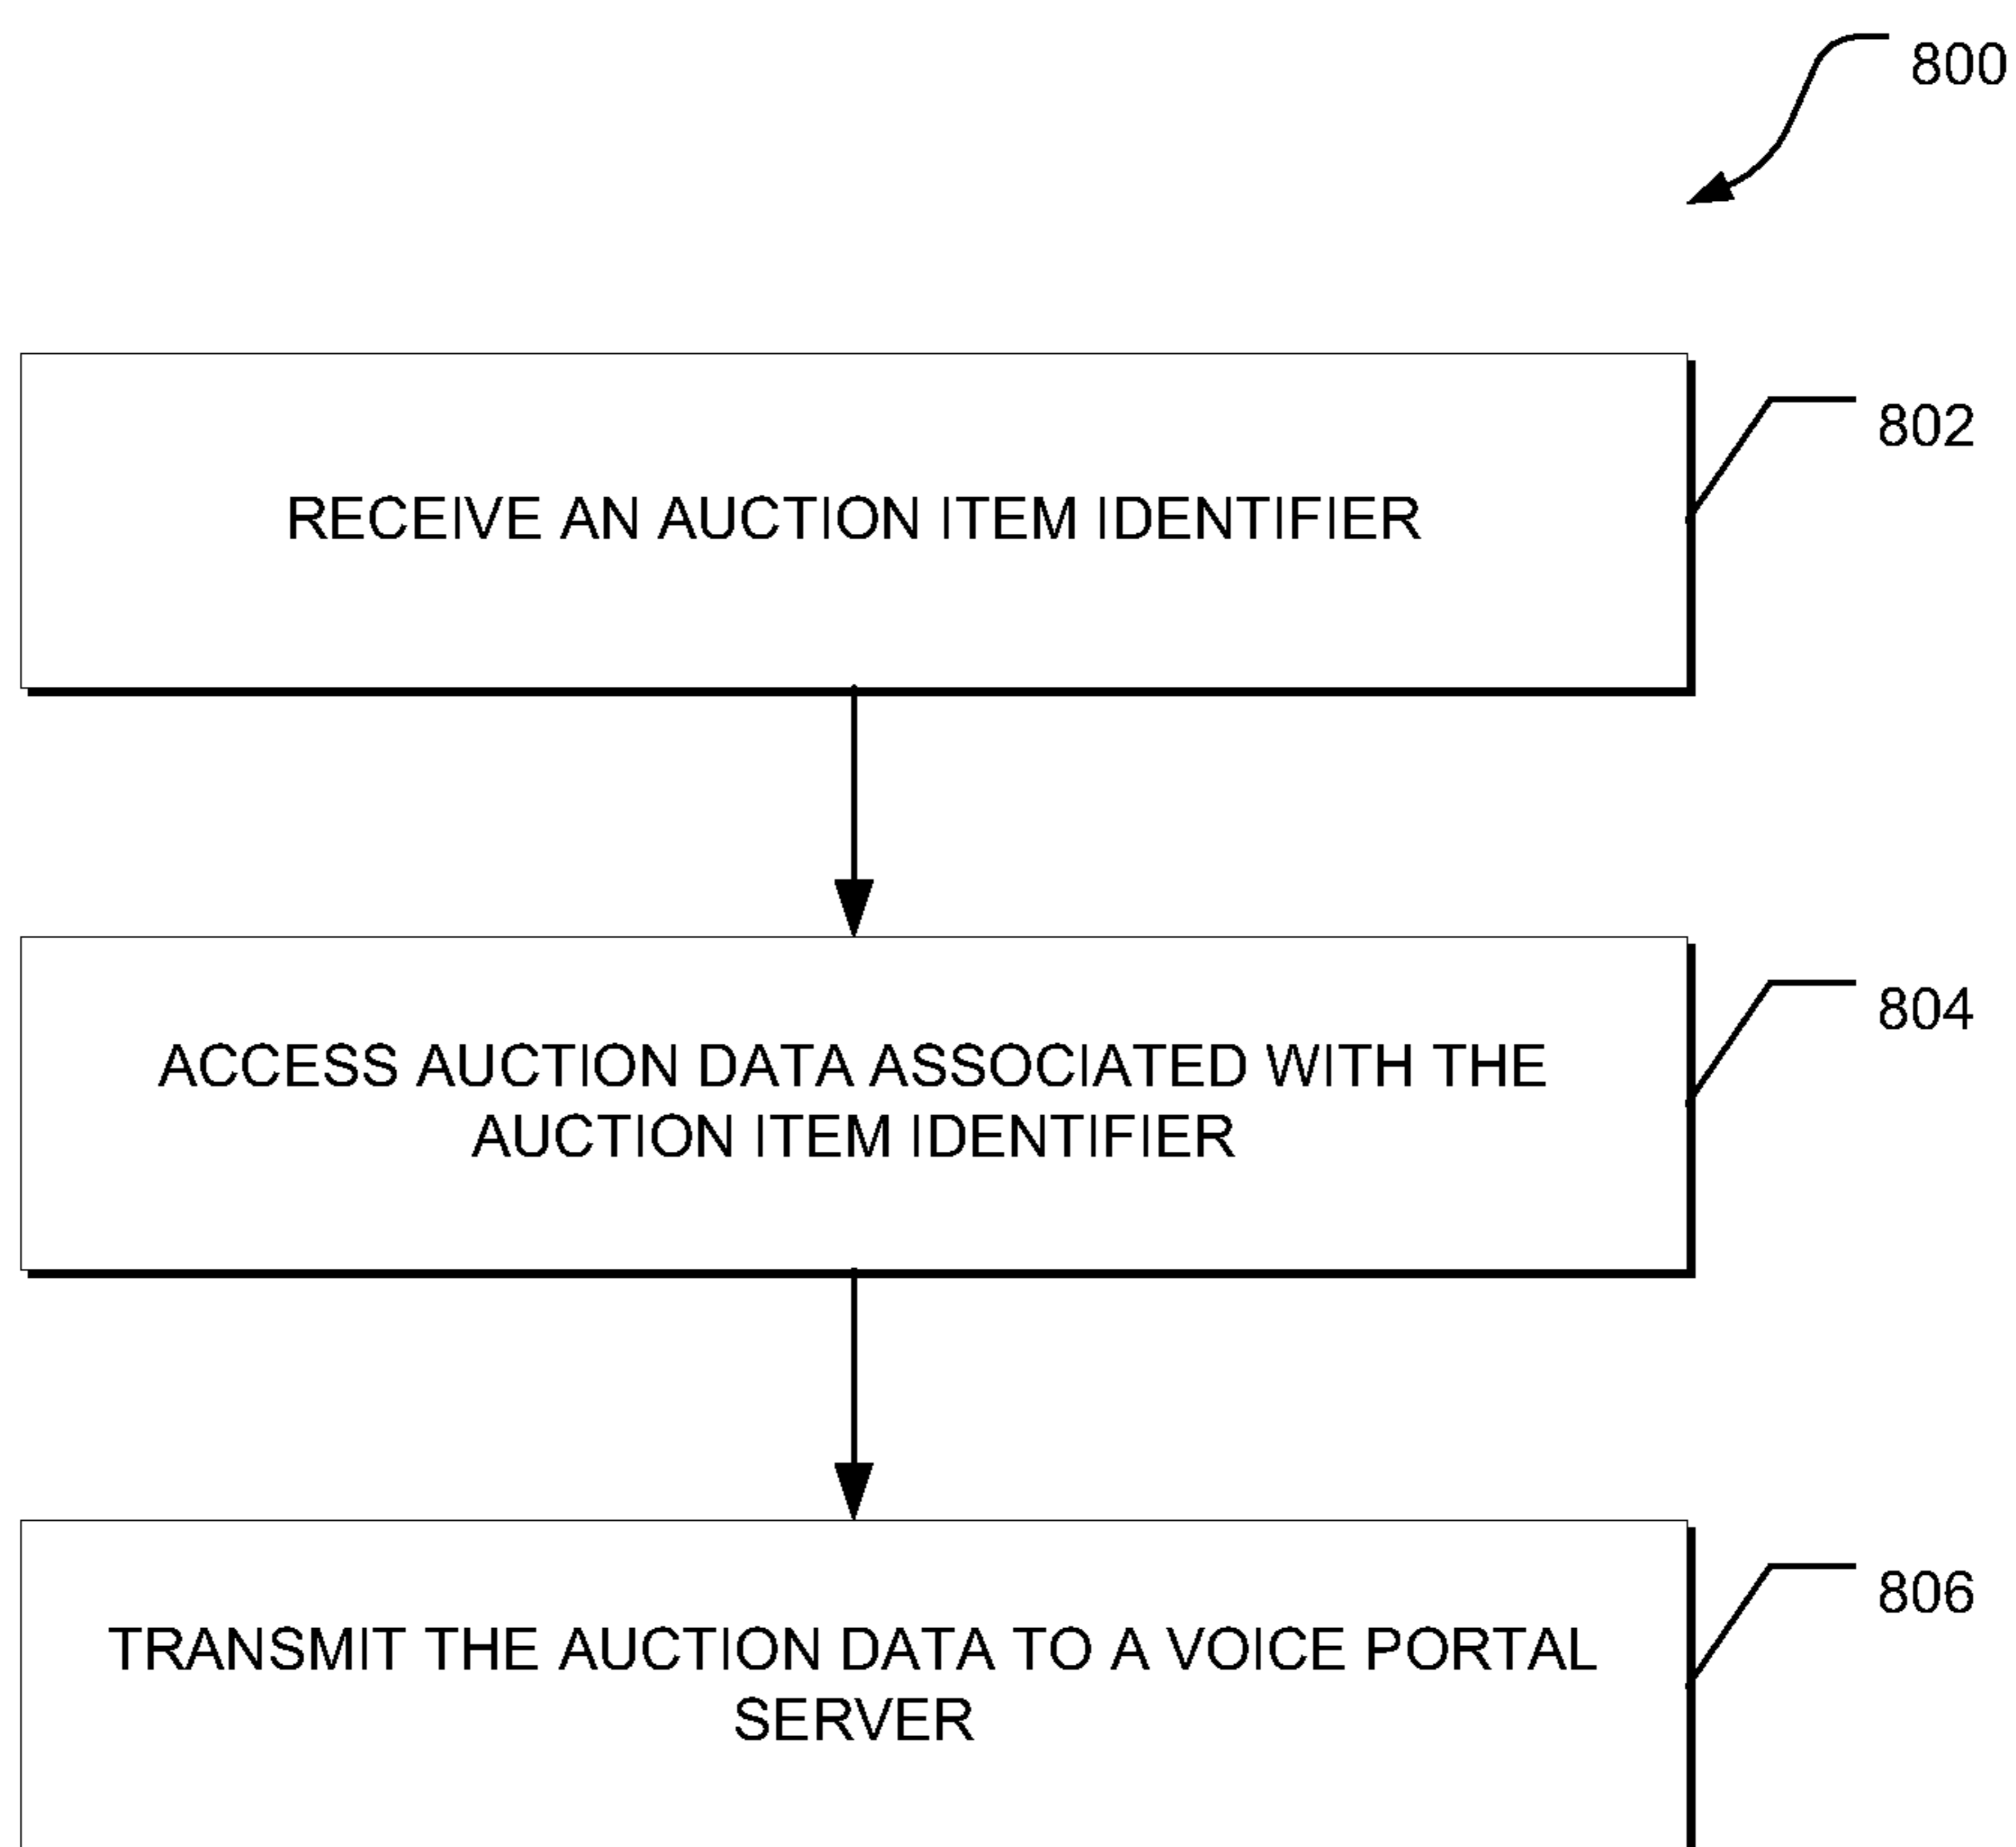 800
802
RECEIVE AN AUCTION ITEM IDENTIFIER
804
ACCESS AUCTION DATA ASSOCIATED WITH THE
AUCTION ITEM IDENTIFIER
806
TRANSMIT THE AUCTION DATA TO A VOICE PORTAL
SERVER